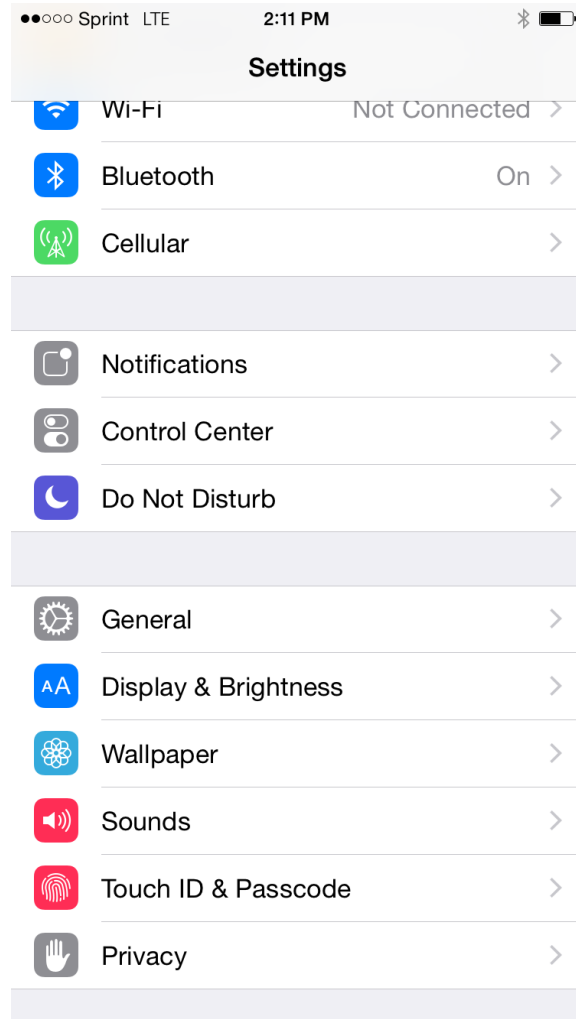 Sprint LTE 2:11 PM
Settings
Wi-Fi Not Connected
Bluetooth On
Cellular
Notifications
Control Center
Do Not Disturb
General
AA Display & Brightness
Wallpaper
Sounds
Touch ID & Passcode
Privacy